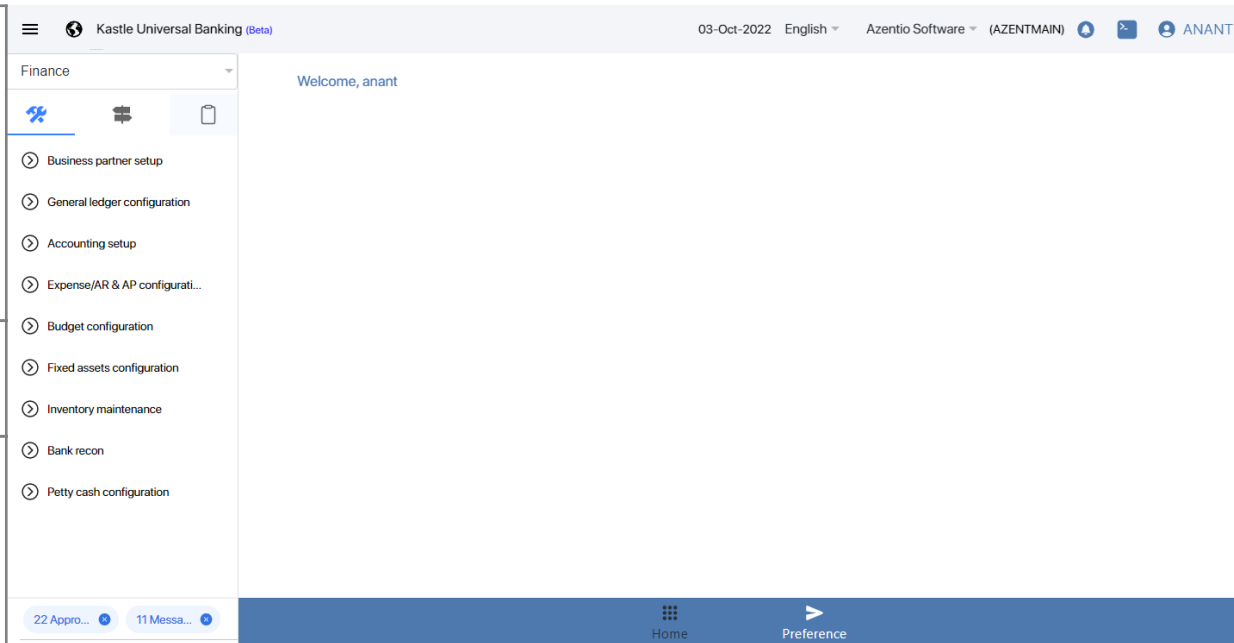 Kastle Universal Banking (Beta)
03-Oct-2022 English Azentio Software (AZENTMAIN) ANANT
Finance
Welcome, anant
Business partner setup
General ledger configuration
Accounting setup
Expense/AR & AP configurati...
Budget configuration
Fixed assets configuration
Inventory maintenance
Bank recon
Petty cash configuration
22 Appro... 11 Messa...
Home Preference